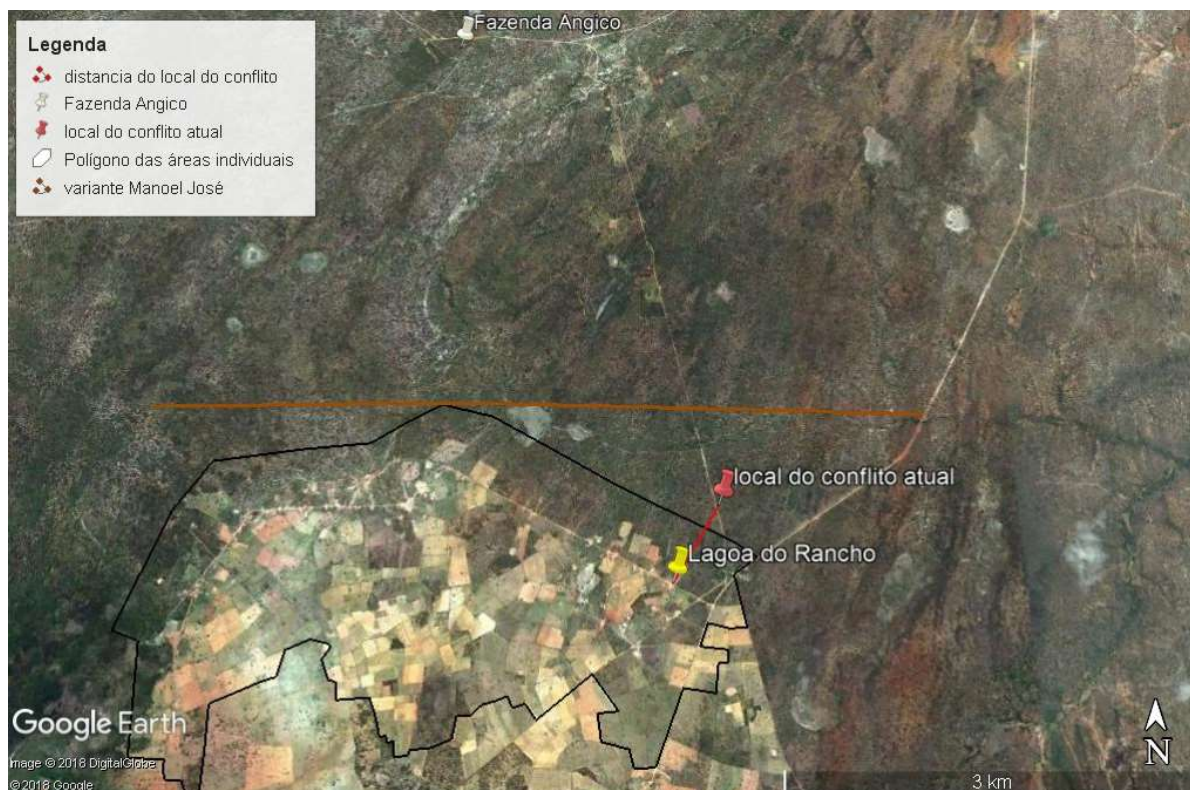 Fazenda Angico
Legenda
distancia do local do conflito
Fazenda Angico
local do conflito atual
Polígono das áreas individuais
variante Manoel José
local do conflito atual
Lagoa do Rancho
Google Earth
mage © 2018 DigitalGlobe
© 2018 Google
3 km
N